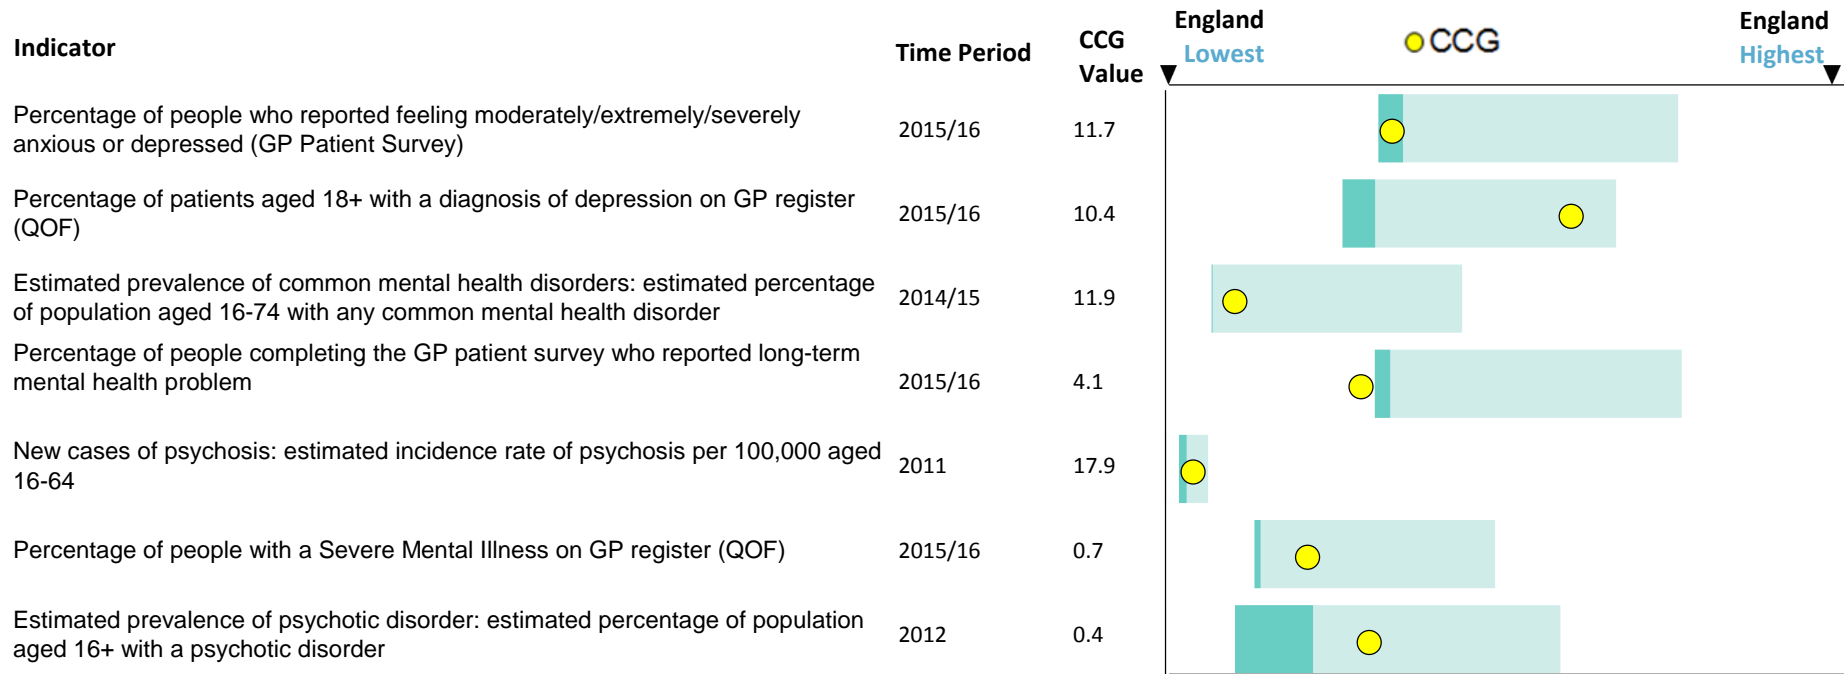 Indicator
Time Period
CCG
Value
England
Lowest
CCG
England
Highest
Percentage of people who reported feeling moderately/extremely/severely
anxious or depressed (GP Patient Survey)
2015/16
11.7
Percentage of patients aged 18+ with a diagnosis of depression on GP register
(QOF)
2015/16
10.4
Estimated prevalence of common mental health disorders: estimated percentage
of population aged 16-74 with any common mental health disorder
2014/15
11.9
Percentage of people completing the GP patient survey who reported long-term
mental health problem
2015/16
4.1
New cases of psychosis: estimated incidence rate of psychosis per 100,000 aged
16-64
2011
17.9
Percentage of people with a Severe Mental Illness on GP register (QOF)
2015/16
0.7
Estimated prevalence of psychotic disorder: estimated percentage of population
aged 16+ with a psychotic disorder
2012
0.4